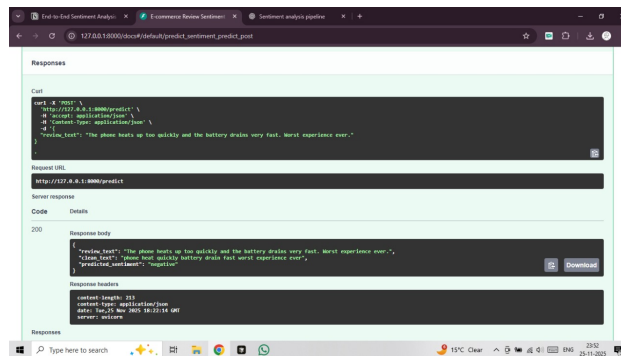 End-to-End Sentiment Analysis
E-commerce Review Sentiment
Sentiment analysis pipeline
127.0.0.1:8000/docs#/default/predict_sentiment_predict_post
Responses
Curl
curl -X 'POST' \
'http://127.0.0.1:8000/predict' \
-H 'accept: application/json' \
-H 'Content-Type: application/json' \
-d '{
"review_text": "The phone heats up too quickly and the battery drains very fast. Worst experience ever."
}
'
Request URL
http://127.0.0.1:8000/predict
Server response
Code Details
200
Response body
{
"review_text": "The phone heats up too quickly and the battery drains very fast. Worst experience ever.",
"clean_text": "phone heat quickly battery drain fast worst experience ever",
"predicted_sentiment": "negative"
}
Download
Response headers
content-length: 213
content-type: application/json
date: Tue,25 Nov 2025 18:22:14 GMT
server: uvicorn
Responses
Type here to search
15°C Clear
ENG
23:52
25-11-2025